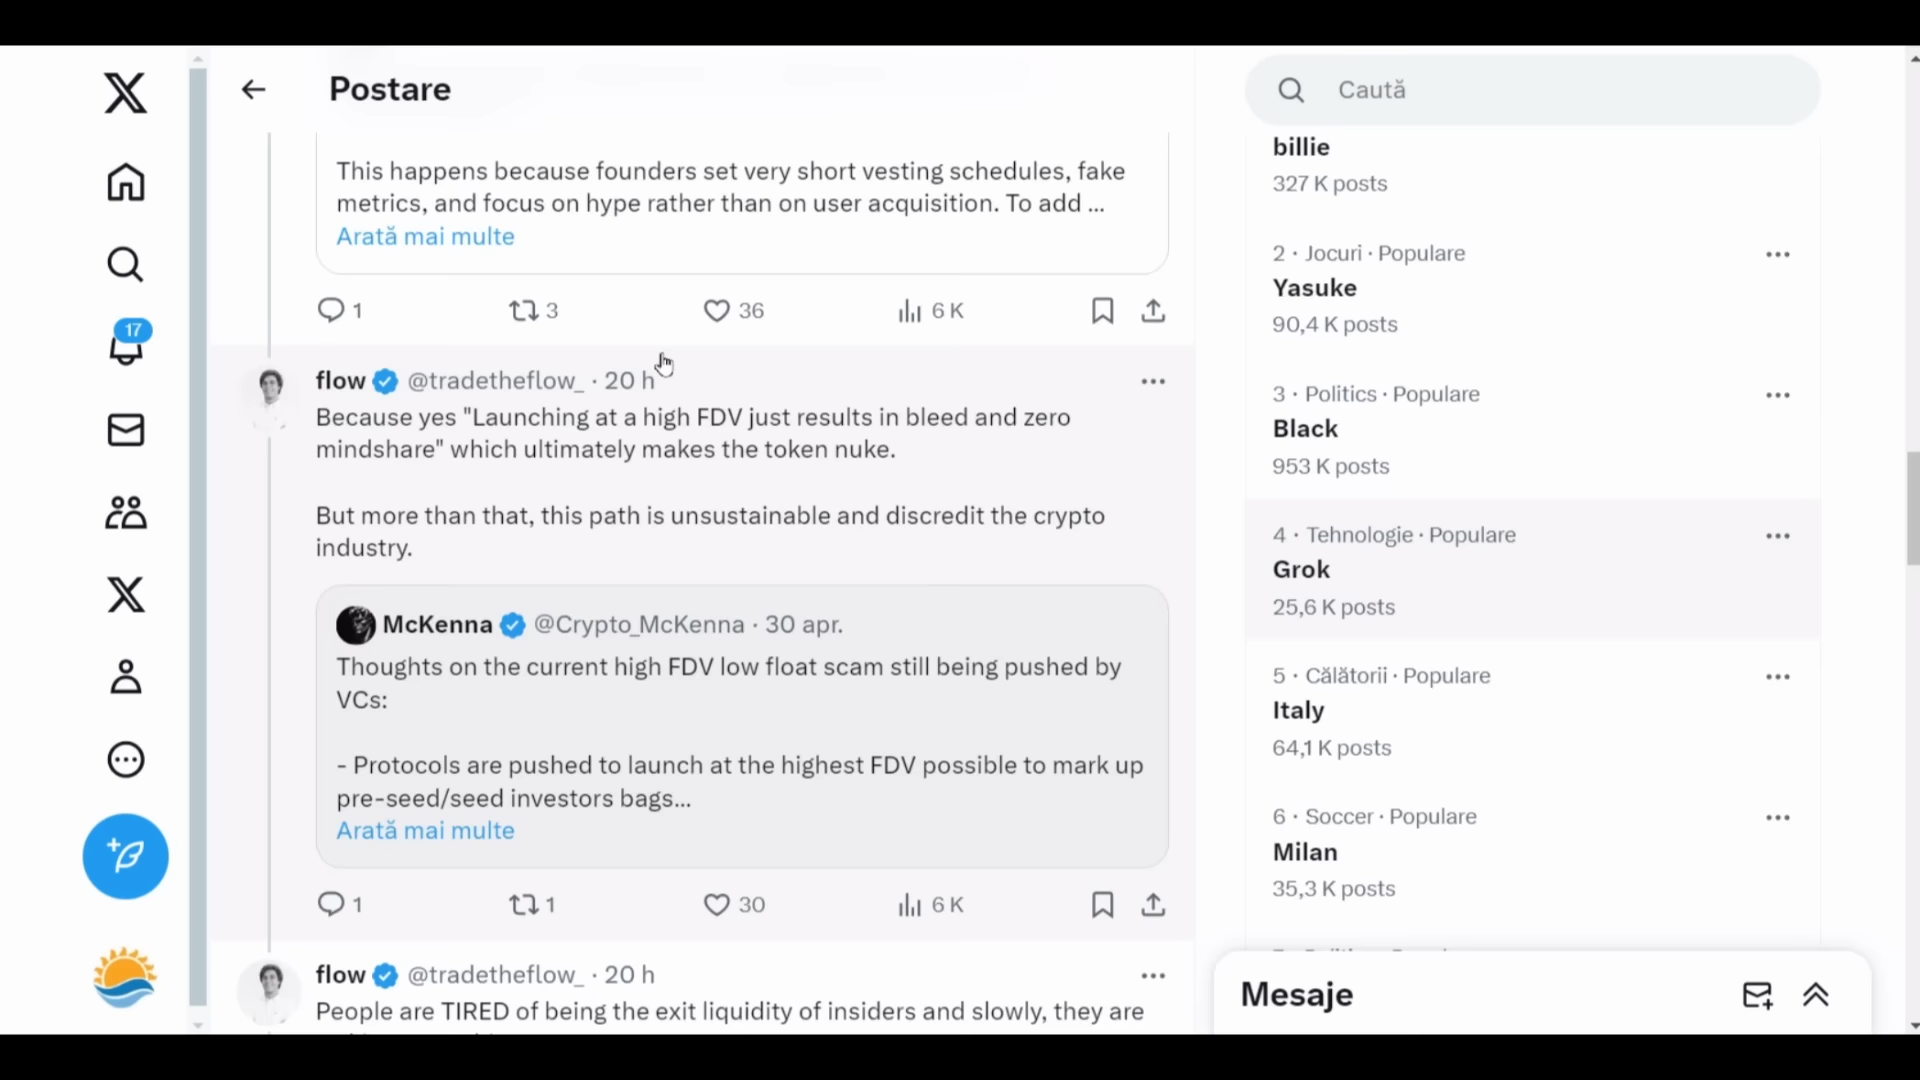 Postare
This happens because founders set very short vesting schedules, fake
metrics, and focus on hype rather than on user acquisition. To add ...
Arată mai multe
1
3
36
6 K
17
flow @tradetheflow_ · 20 h
Because yes "Launching at a high FDV just results in bleed and zero
mindshare" which ultimately makes the token nuke.
But more than that, this path is unsustainable and discredit the crypto
industry.
McKenna @Crypto_McKenna · 30 apr.
Thoughts on the current high FDV low float scam still being pushed by
VCs:
- Protocols are pushed to launch at the highest FDV possible to mark up
pre-seed/seed investors bags...
Arată mai multe
1
1
30
6 K
flow @tradetheflow_ · 20 h
People are TIRED of being the exit liquidity of insiders and slowly, they are
Caută
billie
327 K posts
2 · Jocuri · Populare
Yasuke
90,4 K posts
3 · Politics · Populare
Black
953 K posts
4 · Tehnologie · Populare
Grok
25,6 K posts
5 · Călătorii · Populare
Italy
64,1 K posts
6 · Soccer · Populare
Milan
35,3 K posts
Mesaje